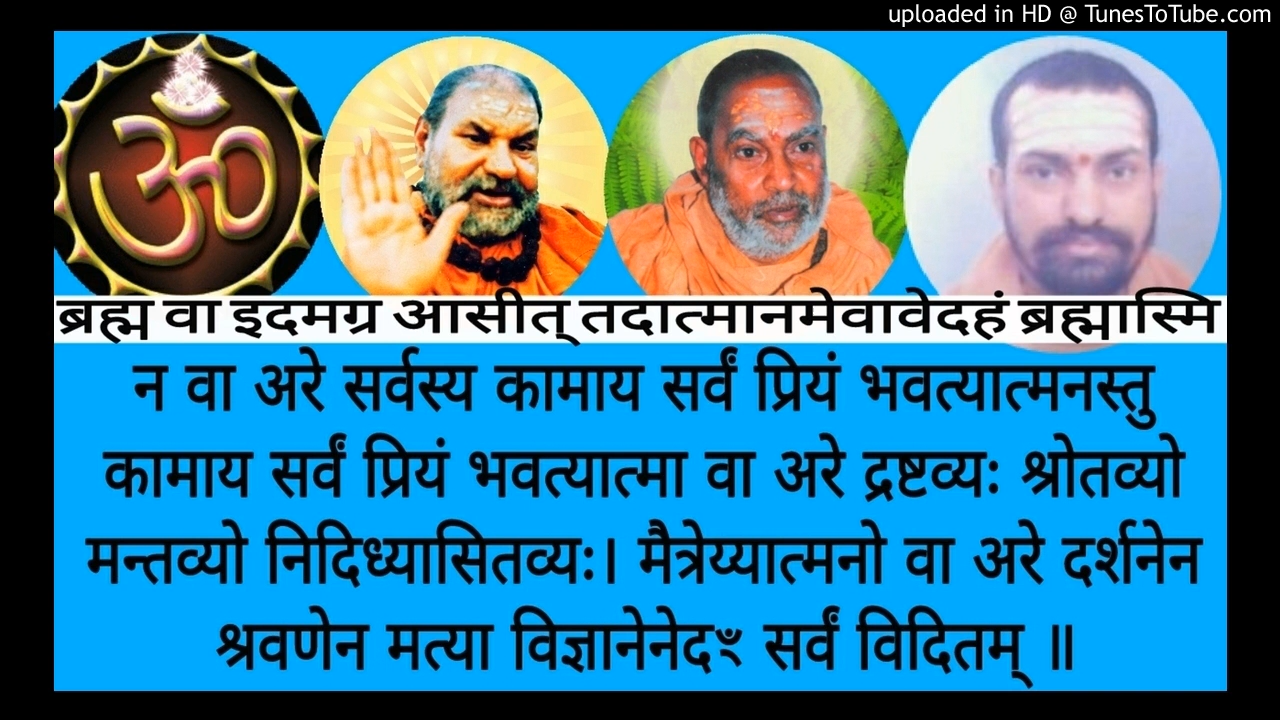 uploaded in HD @ TunesToTube.com
ॐ
ब्रह्म वा इदमग्र आसीत् तदात्मानमेवावेदहं ब्रह्मास्मि
न वा अरे सर्वस्य कामाय सर्वं प्रियं भवत्यात्मनस्तु
कामाय सर्वं प्रियं भवत्यात्मा वा अरे द्रष्टव्यः श्रोतव्यो
मन्तव्यो निदिध्यासितव्यः। मैत्रेय्यात्मनो वा अरे दर्शनेन
श्रवणेन मत्या विज्ञानेनेदꣳ सर्वं विदितम् ॥